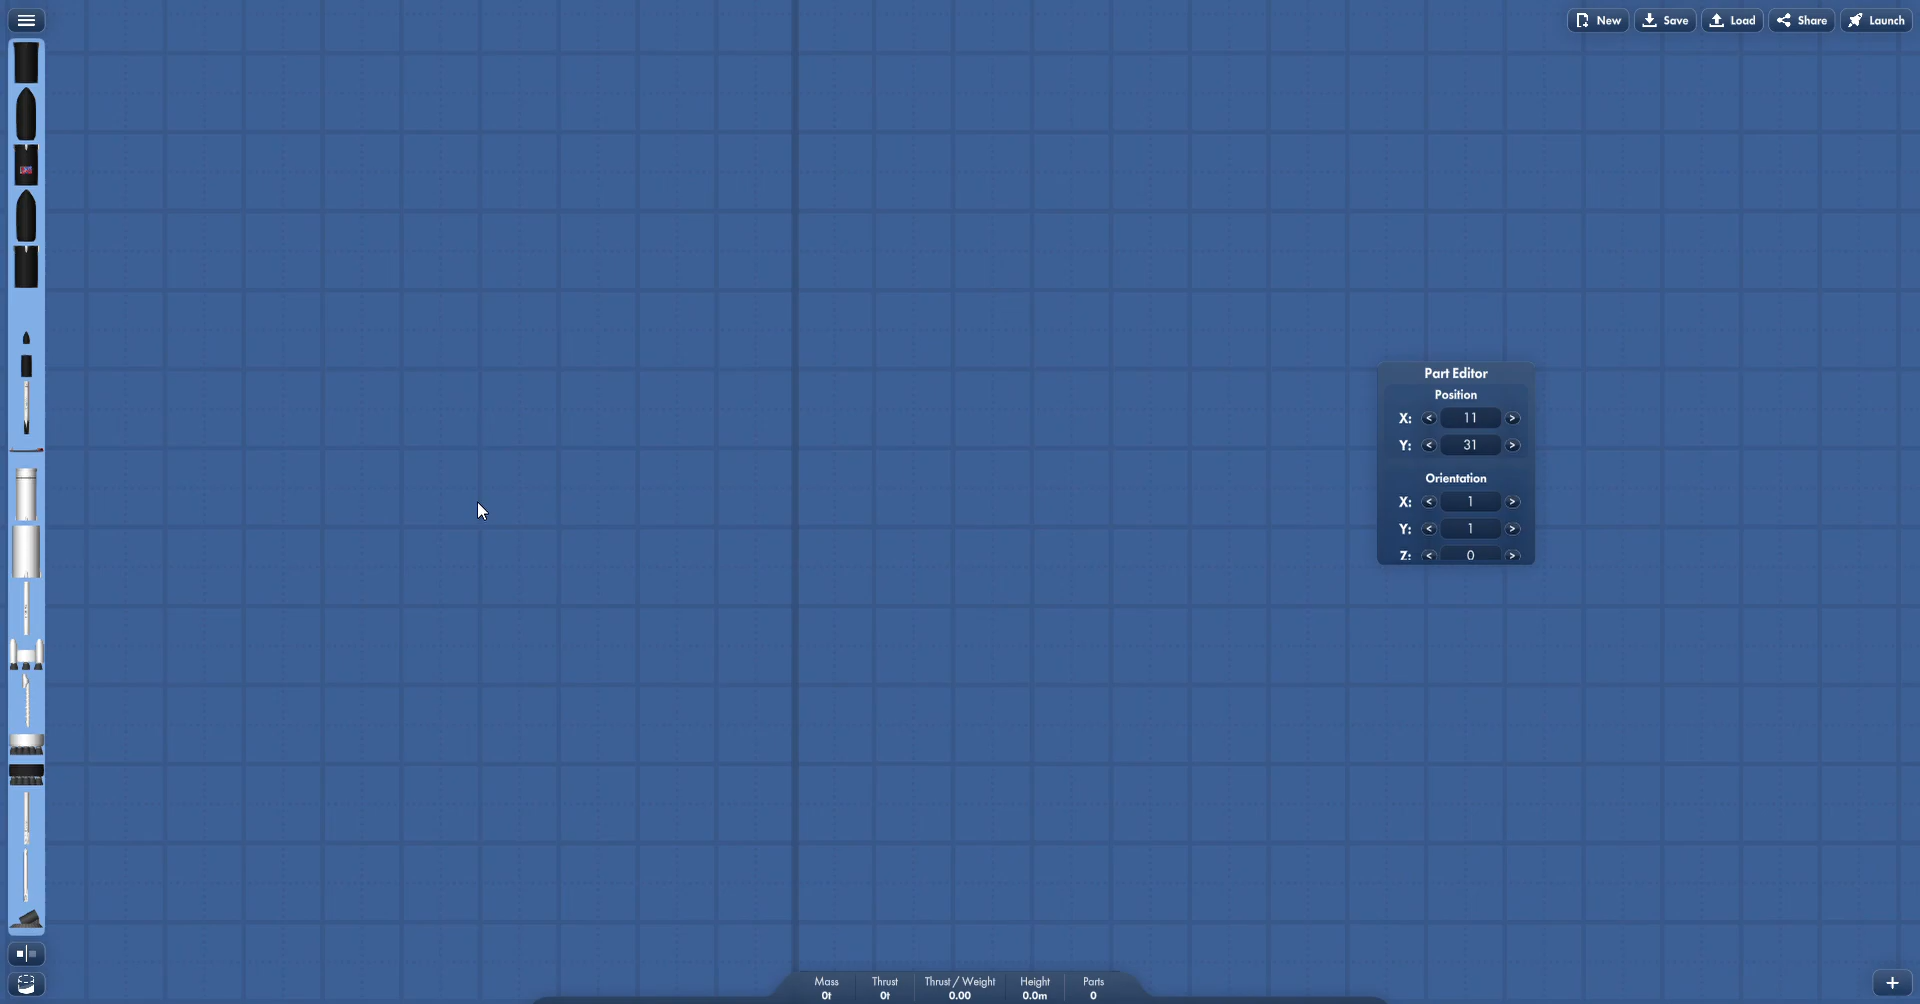 New Save Load Share Launch
Part Editor
Position
X: < 11 >
Y: < 31 >
Orientation
X: < 1 >
Y: < 1 >
Z: < 0 >
Mass Thrust Thrust / Weight Height Parts
0t 0t 0.00 0.0m 0
+